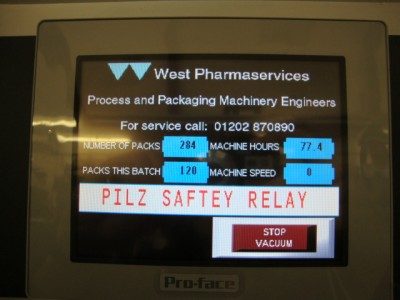 West Pharmaservices
Process and Packaging Machinery Engineers
For service call: 01202 870890
NUMBER OF PACKS 284 MACHINE HOURS 77.4
PACKS THIS BATCH 120 MACHINE SPEED 0
PILZ SAFTEY RELAY
STOP
VACUUM
Pro-face